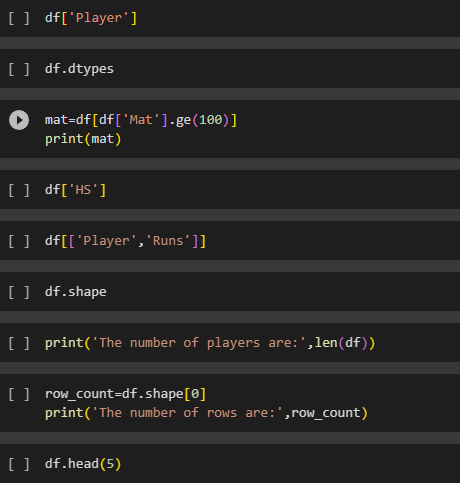 [ ] df['Player']
[ ] df.dtypes
mat=df[df['Mat'].ge(100)]
print(mat)
[ ] df['HS']
[ ] df[['Player','Runs']]
[ ] df.shape
[ ] print('The number of players are:',len(df))
[ ] row_count=df.shape[0]
print('The number of rows are:',row_count)
[ ] df.head(5)